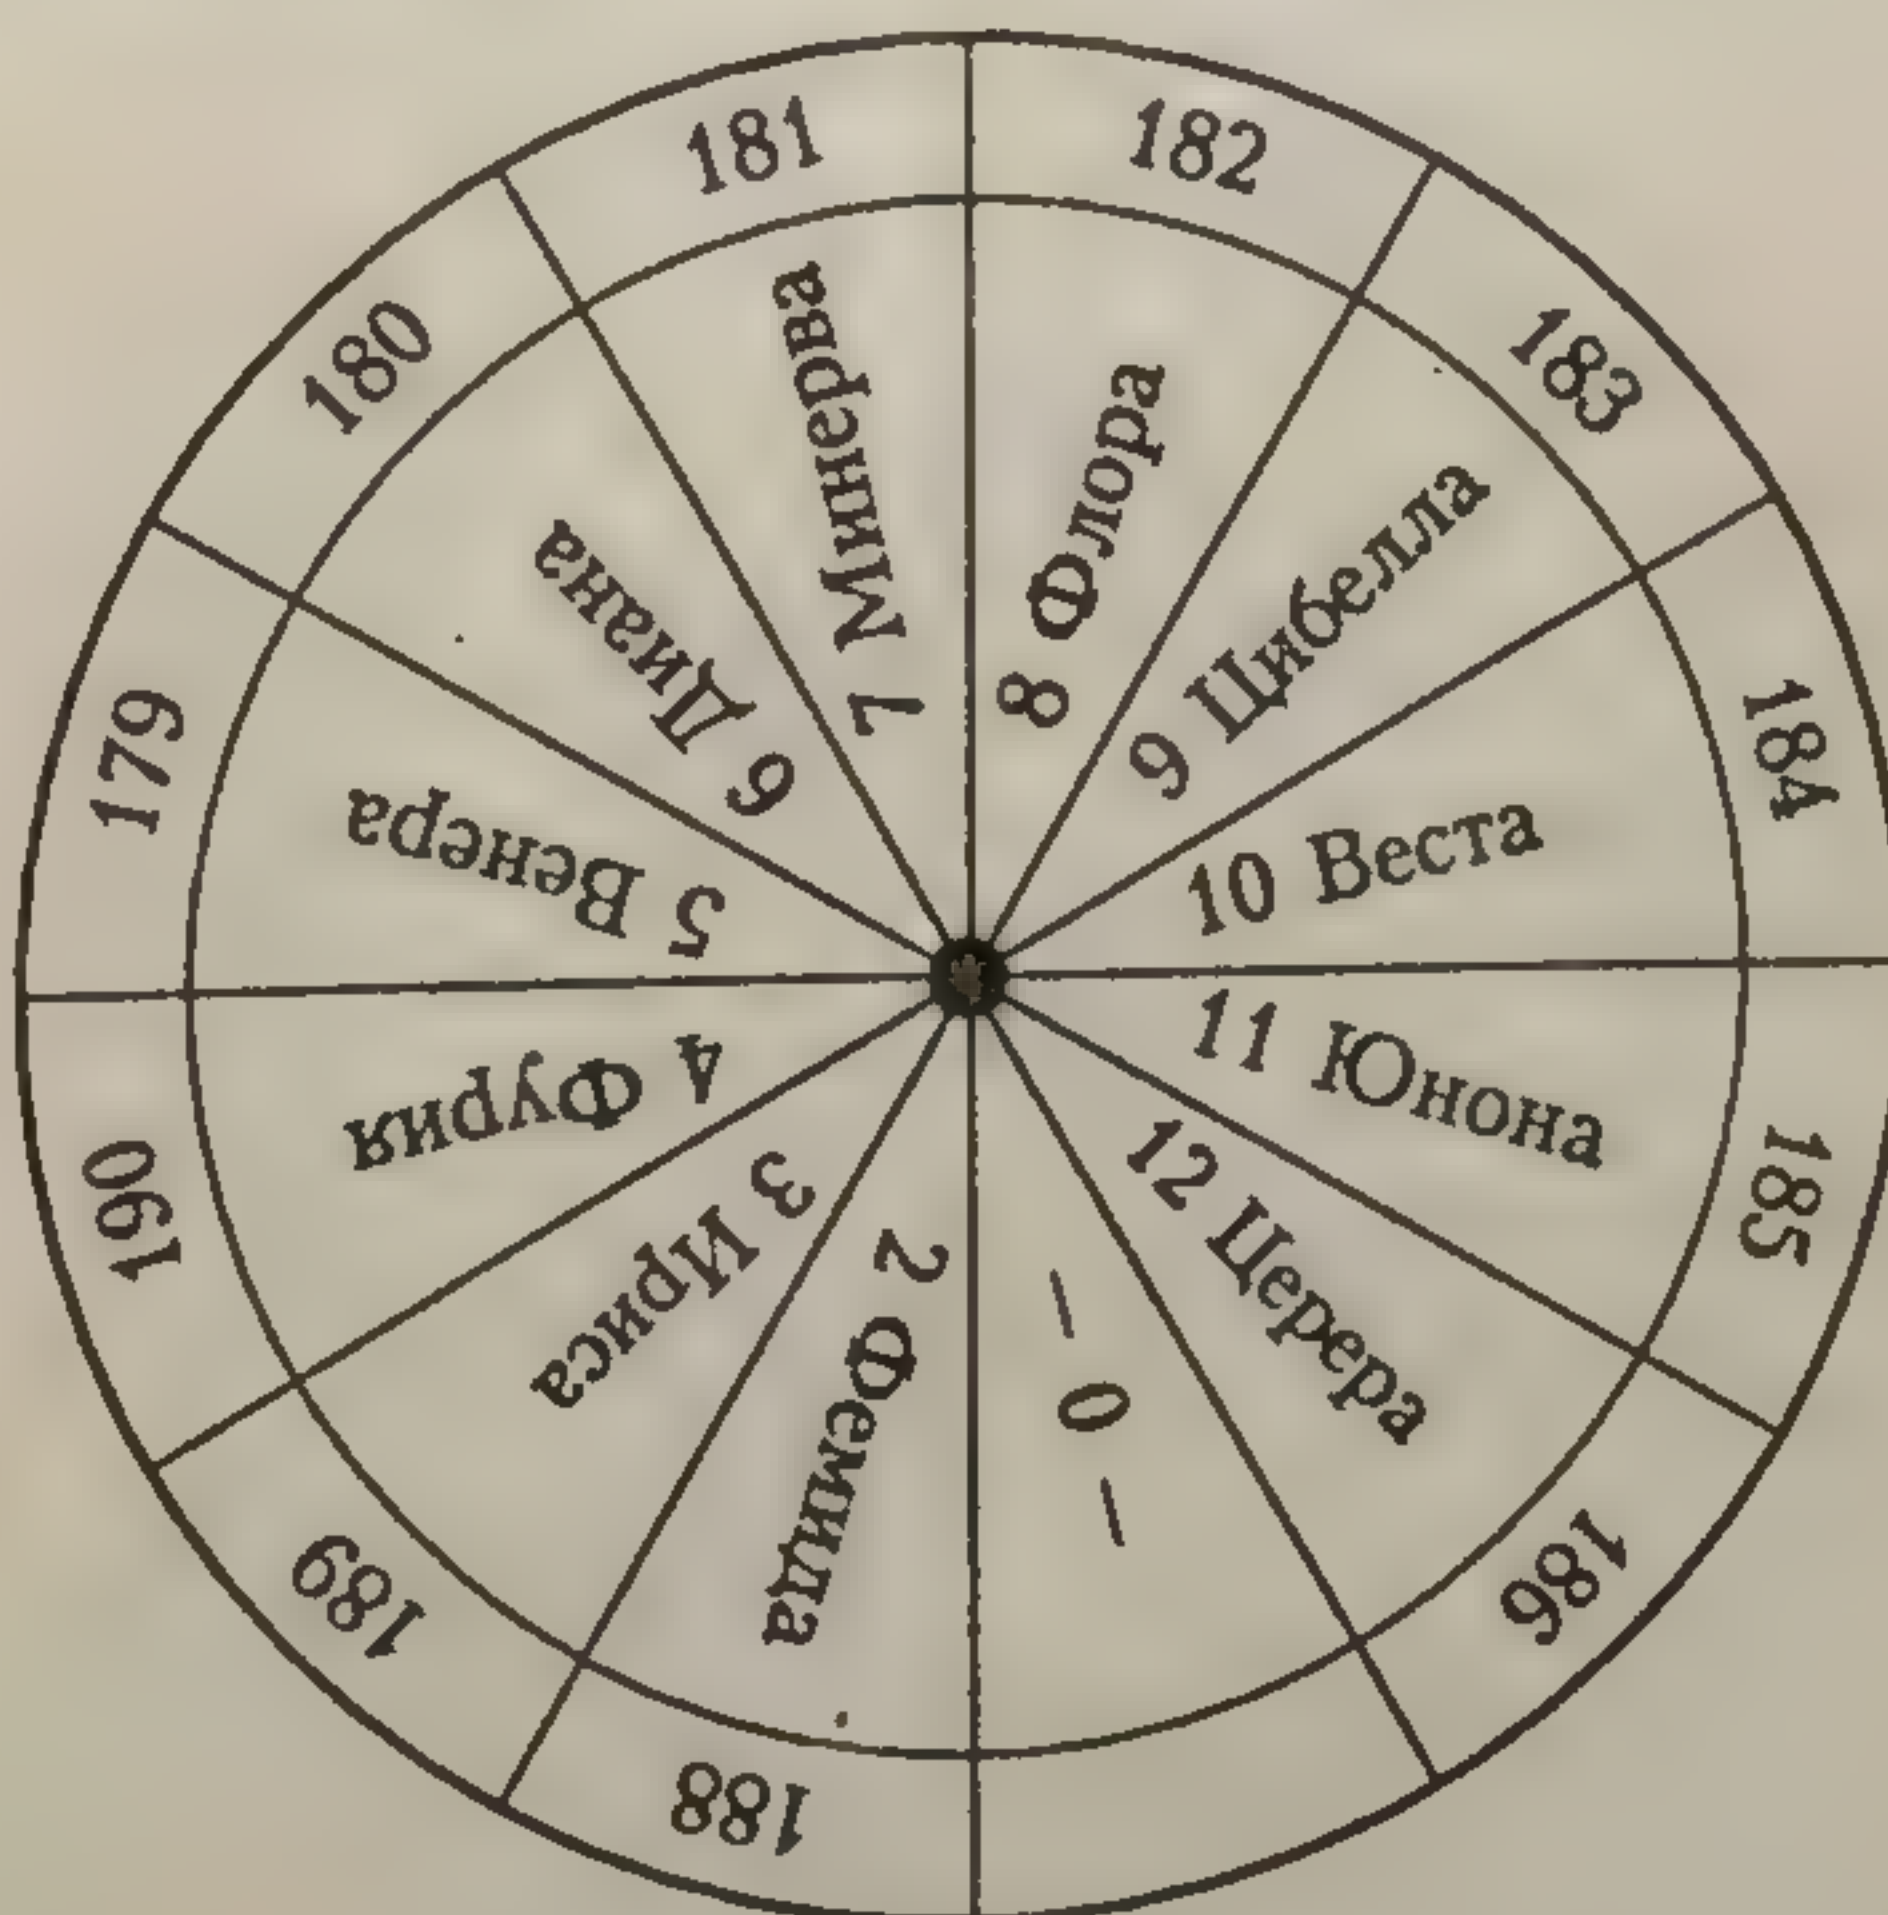 181
182
183
184
185
186
188
189
190
179
180
7 Минерва
8 Флора
9 Цибелла
10 Веста
11 Юнона
12 Церера
– 0 –
2 Фемида
3 Ириса
4 Фурия
5 Венера
6 Диана